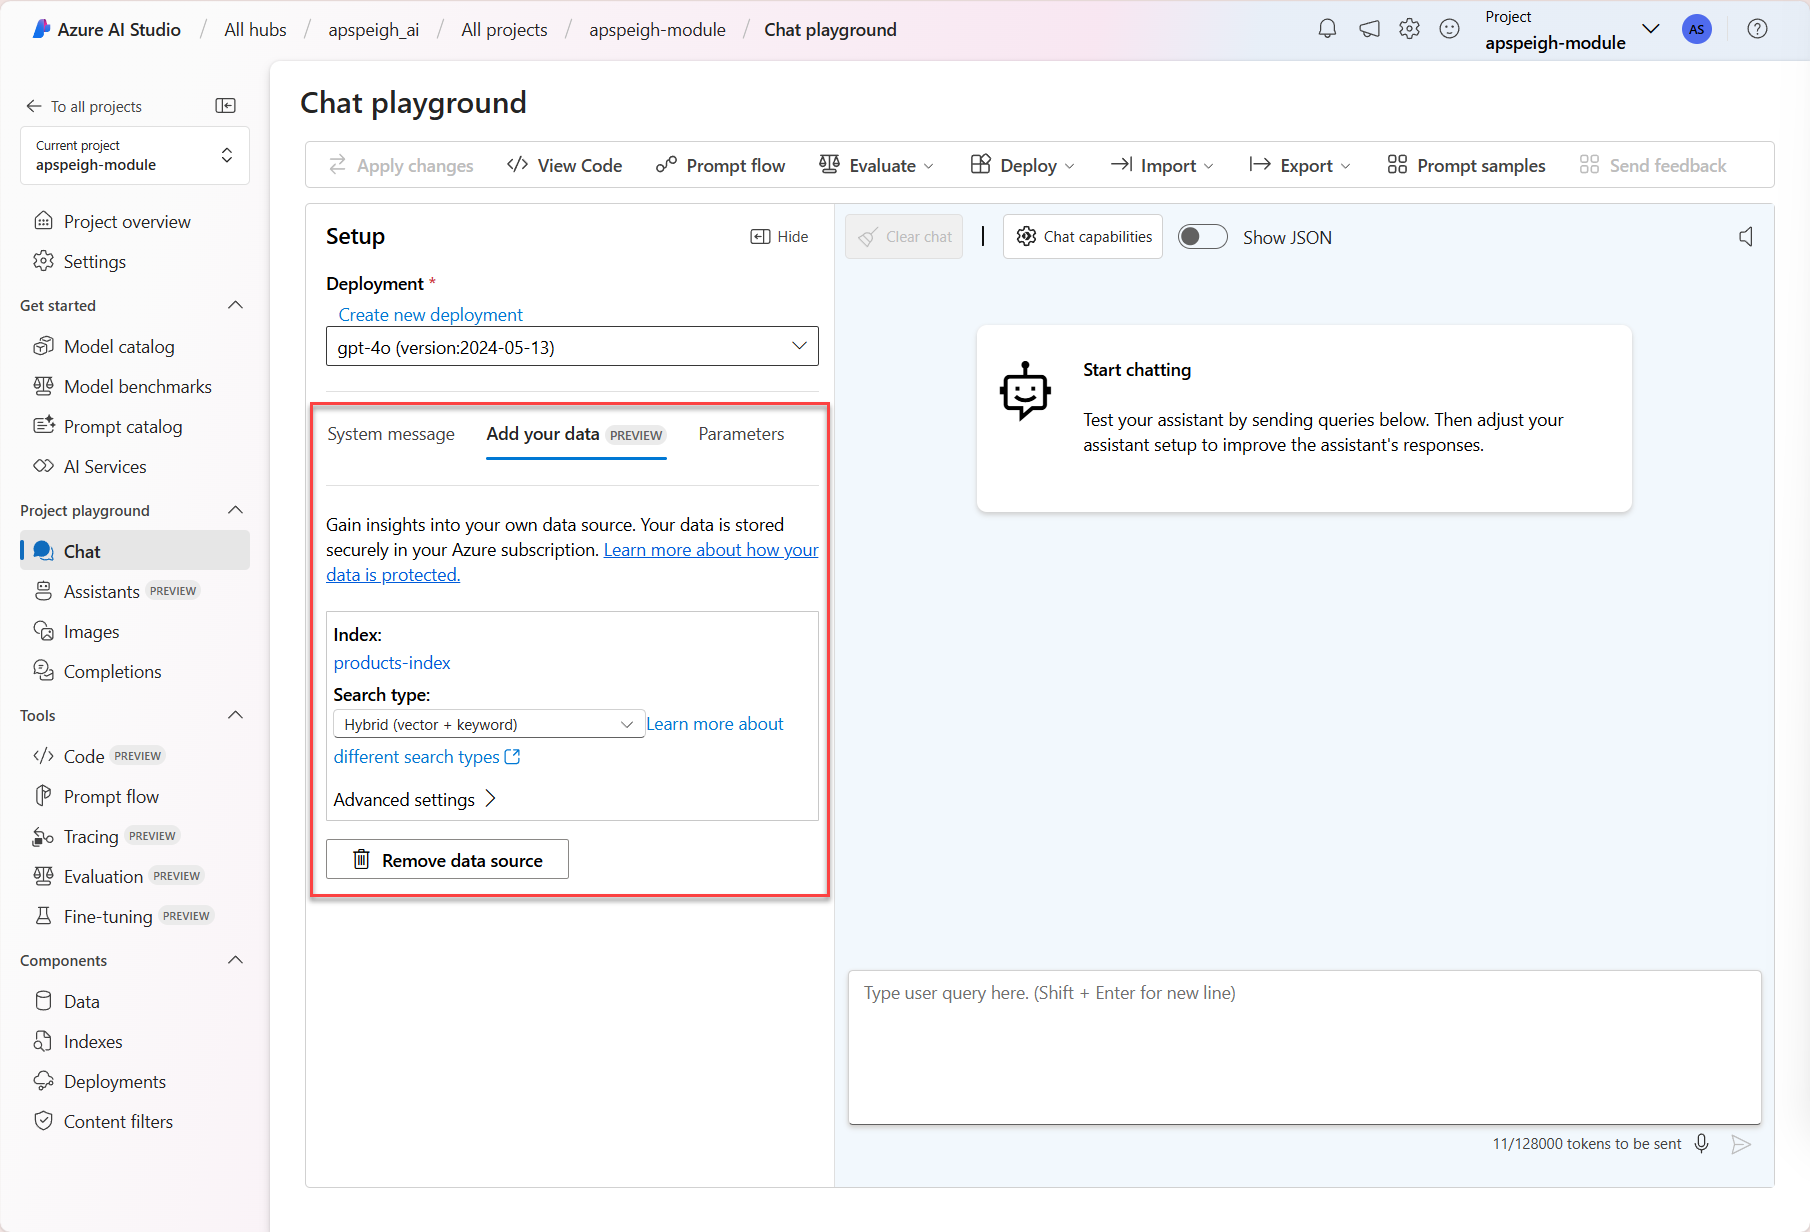 Azure AI Studio / All hubs / apspeigh_ai / All projects / apspeigh-module / Chat playground
Project
apspeigh-module
AS
To all projects
Current project
apspeigh-module
Project overview
Settings
Get started
Model catalog
Model benchmarks
Prompt catalog
AI Services
Project playground
Chat
Assistants PREVIEW
Images
Completions
Tools
Code PREVIEW
Prompt flow
Tracing PREVIEW
Evaluation PREVIEW
Fine-tuning PREVIEW
Components
Data
Indexes
Deployments
Content filters
Chat playground
Apply changes View Code Prompt flow Evaluate Deploy Import Export Prompt samples Send feedback
Setup
Hide
Deployment *
Create new deployment
gpt-4o (version:2024-05-13)
System message Add your data PREVIEW Parameters
Gain insights into your own data source. Your data is stored
securely in your Azure subscription. Learn more about how your
data is protected.
Index:
products-index
Search type:
Hybrid (vector + keyword) Learn more about
different search types
Advanced settings
Remove data source
Clear chat | Chat capabilities Show JSON
Start chatting
Test your assistant by sending queries below. Then adjust your
assistant setup to improve the assistant's responses.
Type user query here. (Shift + Enter for new line)
11/128000 tokens to be sent